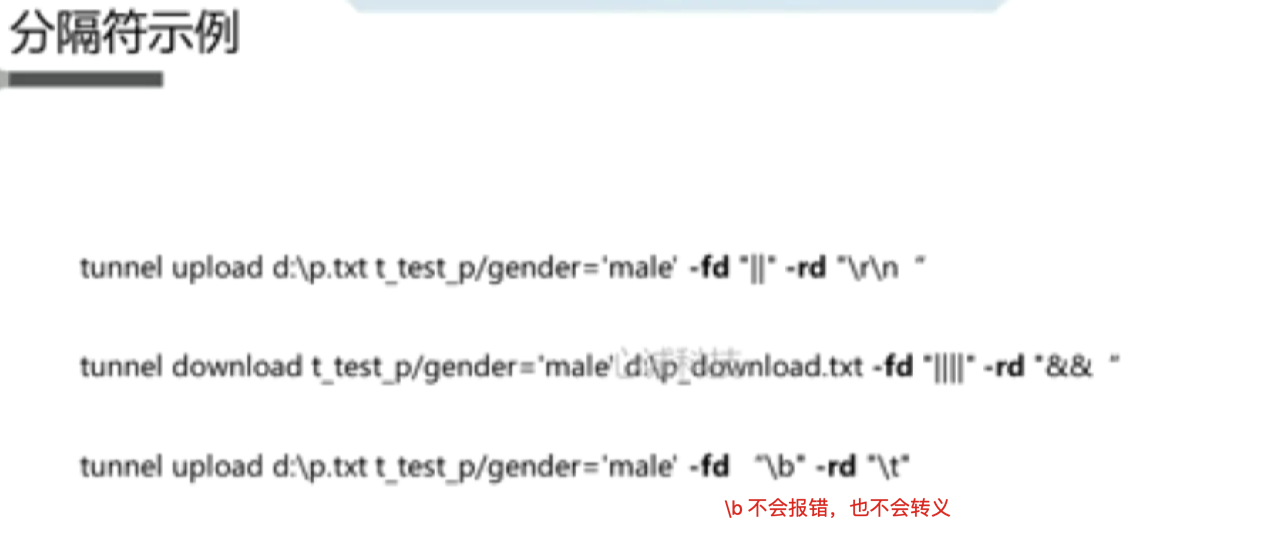 分隔符示例
tunnel upload d:\p.txt t_test_p/gender='male' -fd "||" -rd "\r\n "
tunnel download t_test_p/gender='male' d:\p_download.txt -fd "||||" -rd "&& "
tunnel upload d:\p.txt t_test_p/gender='male' -fd "\b" -rd "\t"
\b 不会报错，也不会转义